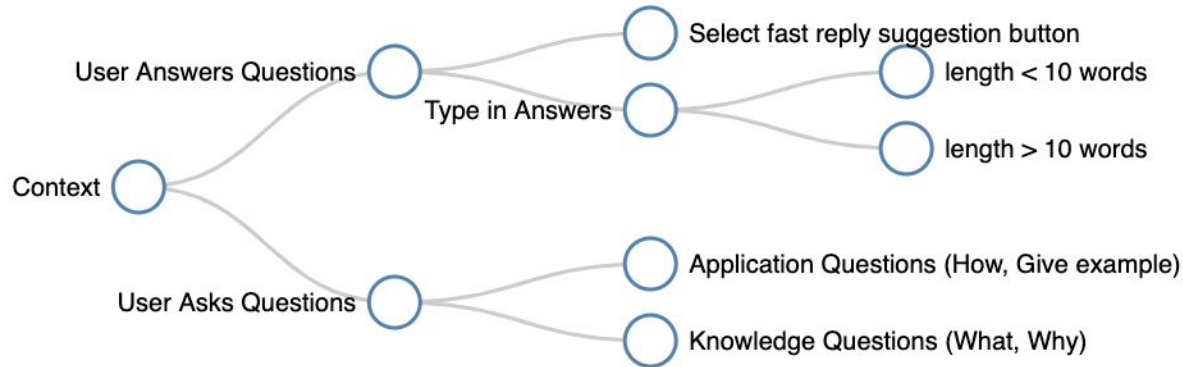 Select fast reply suggestion button
User Answers Questions
length < 10 words
Type in Answers
length > 10 words
Context
Application Questions (How, Give example)
User Asks Questions
Knowledge Questions (What, Why)